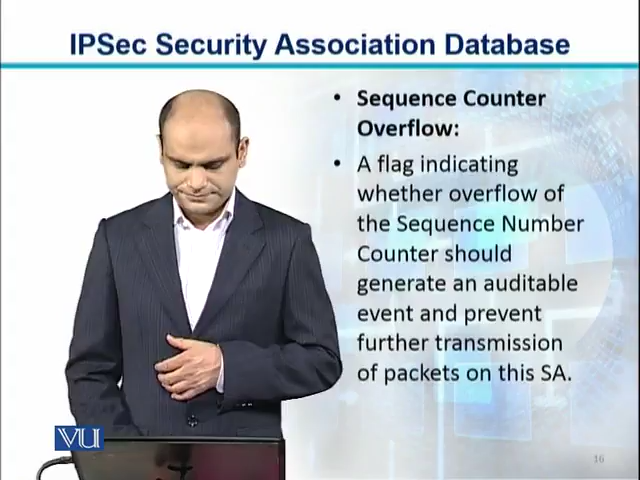 IPSec Security Association Database
• Sequence Counter
Overflow:
• A flag indicating
whether overflow of
the Sequence Number
Counter should
generate an auditable
event and prevent
further transmission
of packets on this SA.
VU
16